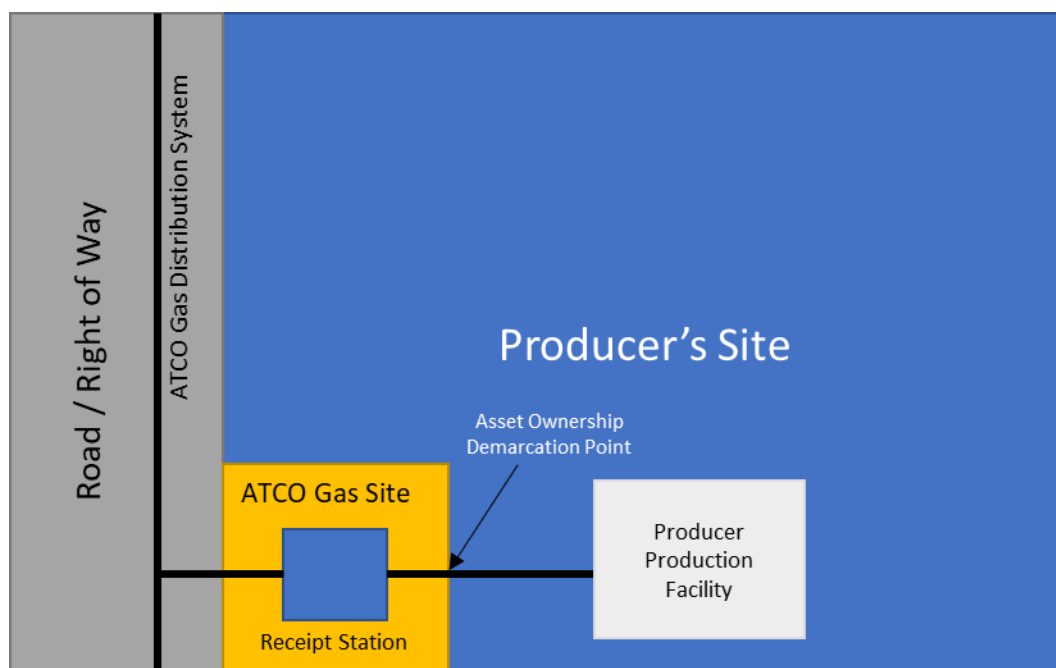 Road / Right of Way
ATCO Gas Distribution System
Producer’s Site
Asset Ownership
Demarcation Point
ATCO Gas Site
Receipt Station
Producer
Production
Facility